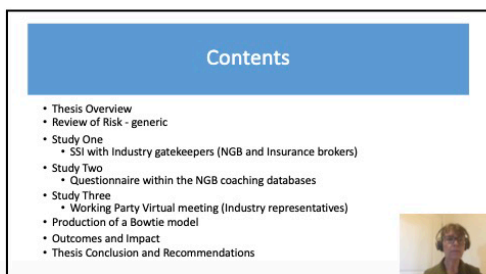 Contents
• Thesis Overview
• Review of Risk - generic
• Study One
• SSI with Industry gatekeepers (NGB and Insurance brokers)
• Study Two
• Questionnaire within the NGB coaching databases
• Study Three
• Working Party Virtual meeting (Industry representatives)
• Production of a Bowtie model
• Outcomes and Impact
• Thesis Conclusion and Recommendations